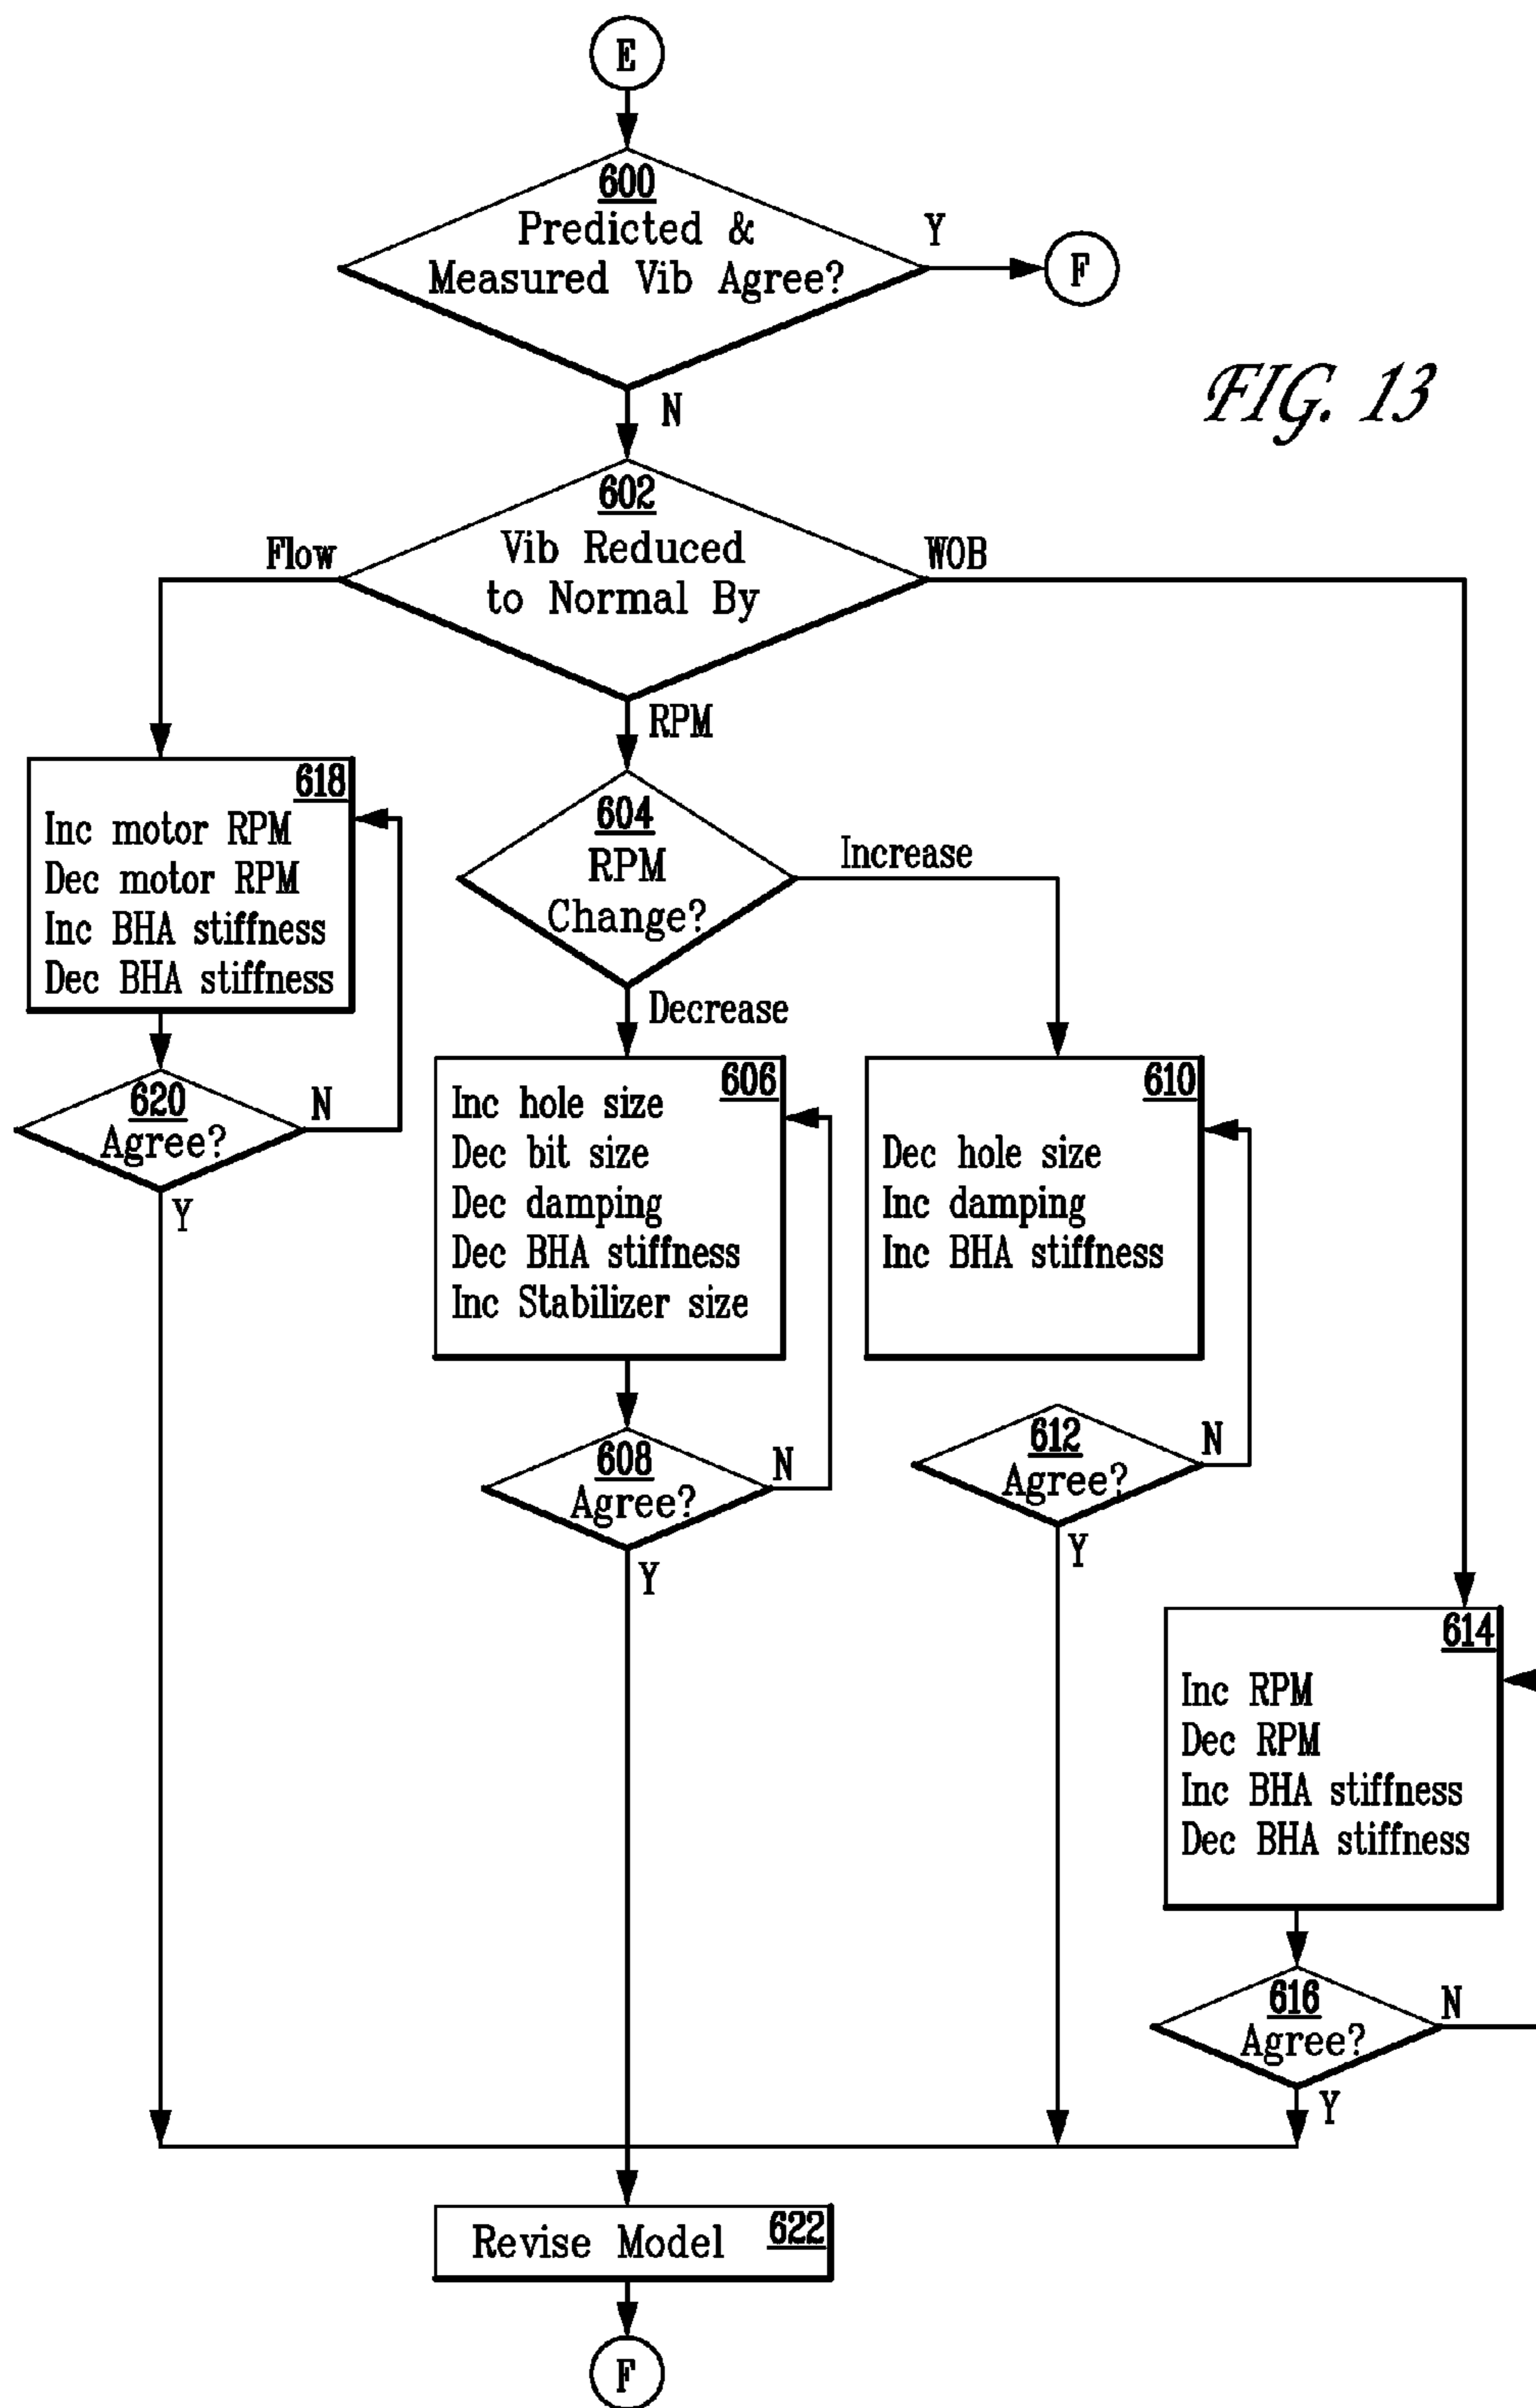 E
600
Predicted &
Measured Vib Agree?
Y
F
N
FIG. 13
602
Vib Reduced
to Normal By
Flow
WOB
RPM
618
Inc motor RPM
Dec motor RPM
Inc BHA stiffness
Dec BHA stiffness
604
RPM
Change?
Increase
Decrease
620
Agree?
N
Y
606
Inc hole size
Dec bit size
Dec damping
Dec BHA stiffness
Inc Stabilizer size
610
Dec hole size
Inc damping
Inc BHA stiffness
608
Agree?
N
Y
612
Agree?
N
Y
614
Inc RPM
Dec RPM
Inc BHA stiffness
Dec BHA stiffness
616
Agree?
N
Y
Revise Model 622
F